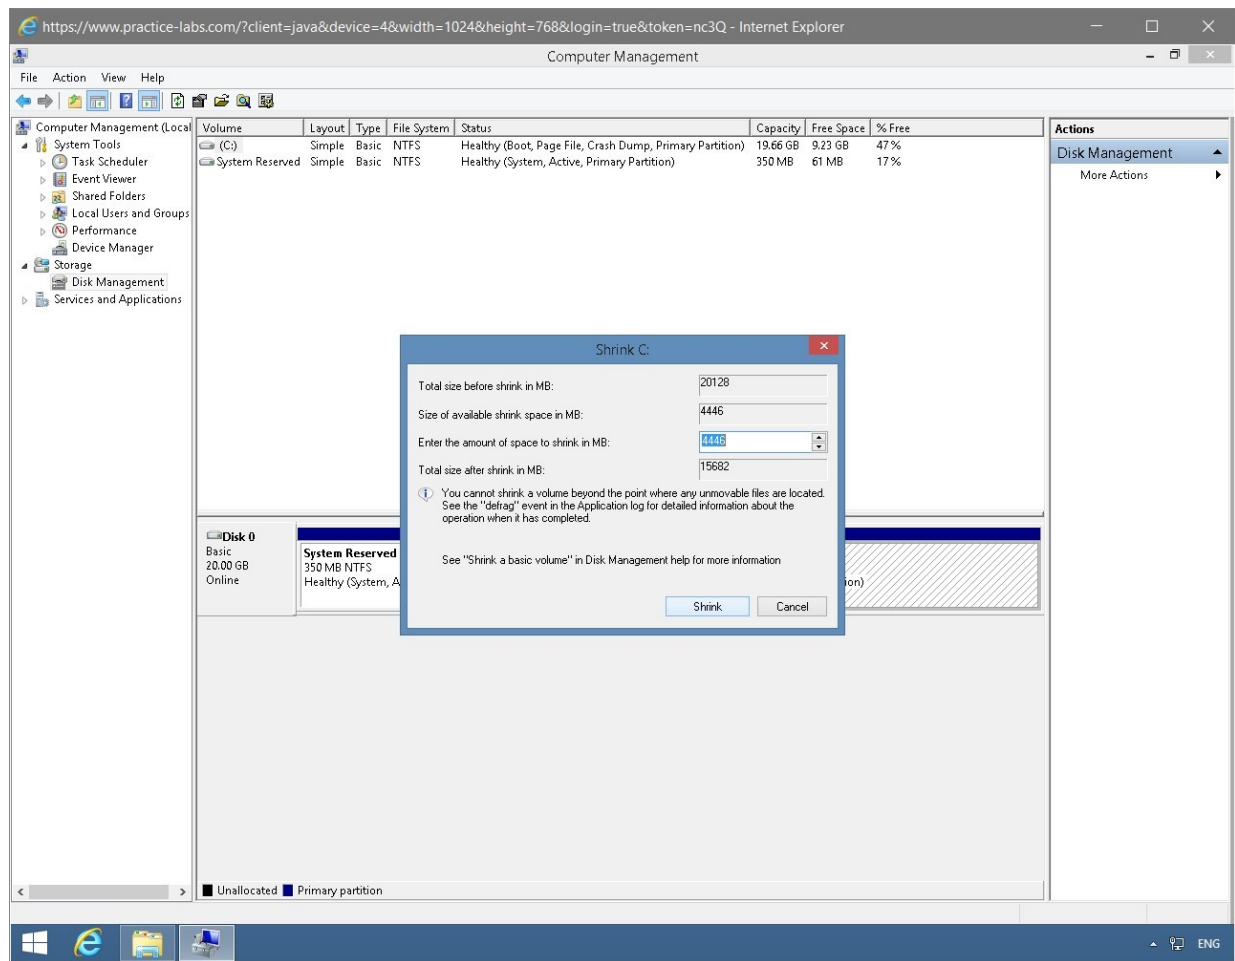 https://www.practice-labs.com/?client=java&device=4&width=1024&height=768&login=true&token=nc3Q - Internet Explorer
Computer Management
File Action View Help
Computer Management (Local
System Tools
Task Scheduler
Event Viewer
Shared Folders
Local Users and Groups
Performance
Device Manager
Storage
Disk Management
Services and Applications
Volume Layout Type File System Status Capacity Free Space % Free
(C:) Simple Basic NTFS Healthy (Boot, Page File, Crash Dump, Primary Partition) 19.66 GB 9.23 GB 47 %
System Reserved Simple Basic NTFS Healthy (System, Active, Primary Partition) 350 MB 61 MB 17 %
Actions
Disk Management
More Actions
Shrink C:
Total size before shrink in MB: 20128
Size of available shrink space in MB: 4446
Enter the amount of space to shrink in MB: 4446
Total size after shrink in MB: 15682
You cannot shrink a volume beyond the point where any unmovable files are located.
See the "defrag" event in the Application log for detailed information about the
operation when it has completed.
See "Shrink a basic volume" in Disk Management help for more information
Shrink Cancel
Disk 0
Basic
20.00 GB
Online
System Reserved
350 MB NTFS
Healthy (System, A
ion)
Unallocated Primary partition
ENG